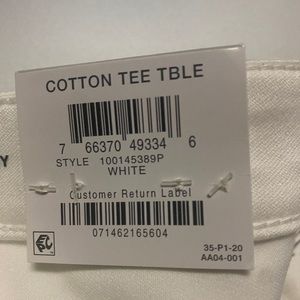 COTTON TEE TBLE
7 66370 49334 6
STYLE 100145389P
WHITE
Customer Return Label
071462165604
35-P1-20
AA04-001
Y